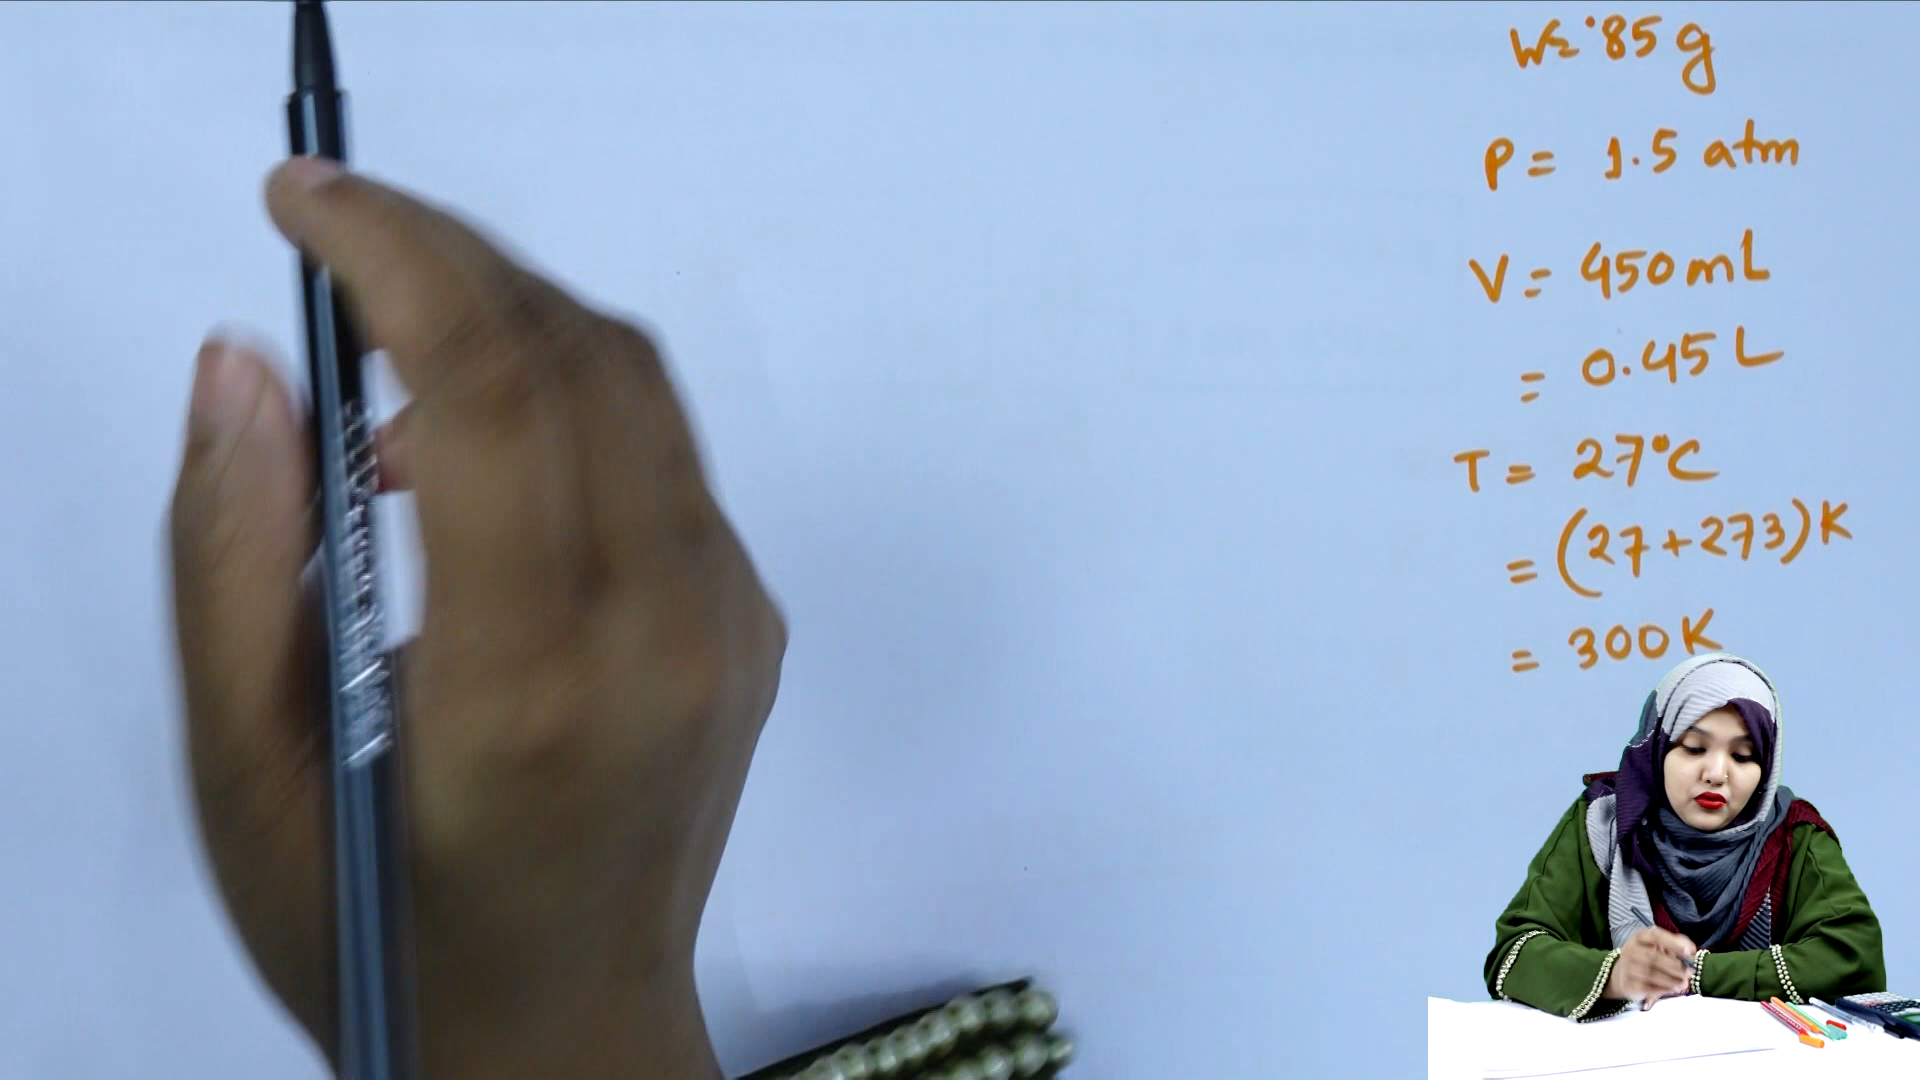 W = .85 g
P = 1.5 atm
V = 450 mL
= 0.45 L
T = 27°C
= (27+273) K
= 300 K